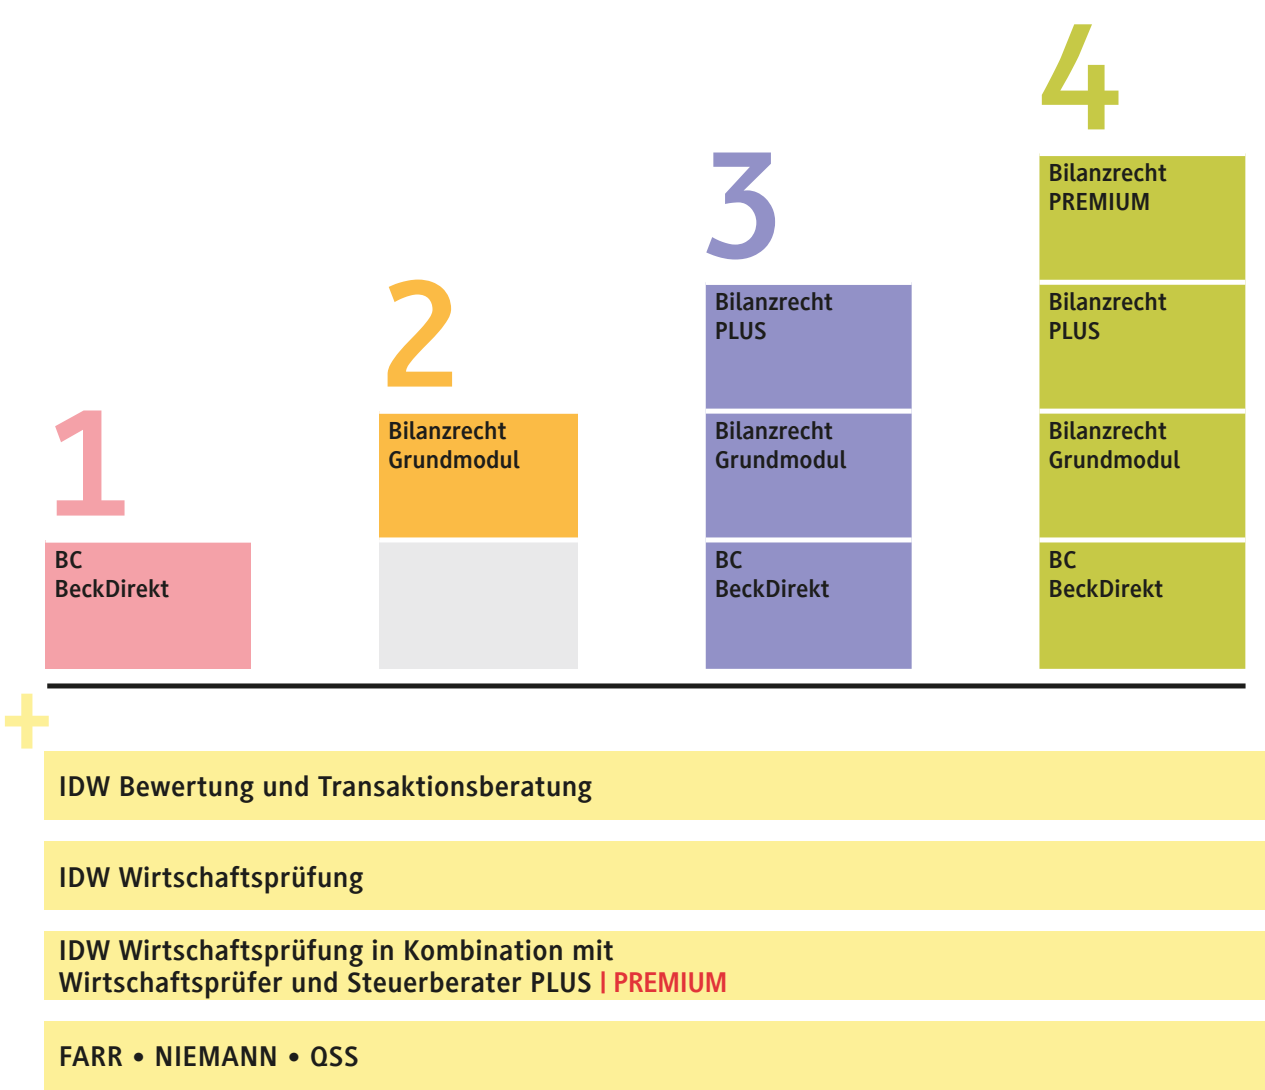 1
BC
BeckDirekt
2
Bilanzrecht
Grundmodul
3
Bilanzrecht
PLUS
Bilanzrecht
Grundmodul
BC
BeckDirekt
4
Bilanzrecht
PREMIUM
Bilanzrecht
PLUS
Bilanzrecht
Grundmodul
BC
BeckDirekt
+
IDW Bewertung und Transaktionsberatung
IDW Wirtschaftsprüfung
IDW Wirtschaftsprüfung in Kombination mit
Wirtschaftsprüfer und Steuerberater PLUS | PREMIUM
FARR • NIEMANN • QSS